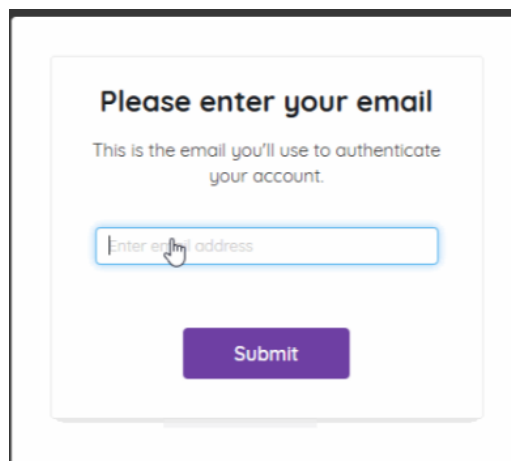 Please enter your email
This is the email you'll use to authenticate
your account.
Enter email address
Submit